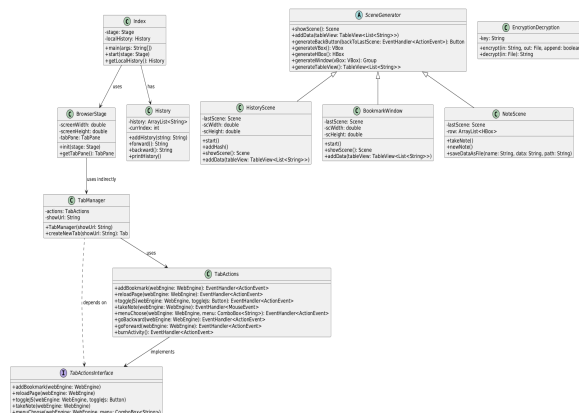 Index
-stage: Stage
-localHistory: History
+main(args: String[])
+start(stage: Stage)
+getLocalHistory(): History
uses
has
BrowserStage
-screenWidth: double
-screenHeight: double
-tabPane: TabPane
+init(stage: Stage)
+getTabPane(): TabPane
History
-history: ArrayList<String>
-currIndex: int
+addHistory(string: String)
+forward(): String
+backward(): String
+printHistory()
uses indirectly
TabManager
-actions: TabActions
-showUrl: String
+TabManager(showUrl: String)
+createNewTab(showUrl: String): Tab
uses
depends on
TabActions
+addBookmark(webEngine: WebEngine): EventHandler<ActionEvent>
+reloadPage(webEngine: WebEngine): EventHandler<ActionEvent>
+toggleJS(webEngine: WebEngine, togglejs: Button): EventHandler<ActionEvent>
+takeNote(webEngine: WebEngine): EventHandler<MouseEvent>
+menuChoose(webEngine: WebEngine, menu: ComboBox<String>): EventHandler<ActionEvent>
+goBackward(webEngine: WebEngine): EventHandler<ActionEvent>
+goForward(webEngine: WebEngine): EventHandler<ActionEvent>
+burnActivity(): EventHandler<ActionEvent>
implements
TabActionsInterface
+addBookmark(webEngine: WebEngine)
+reloadPage(webEngine: WebEngine)
+toggleJS(webEngine: WebEngine, togglejs: Button)
+takeNote(webEngine: WebEngine)
+menuChoose(webEngine: WebEngine, menu: ComboBox<String>)
SceneGenerator
+showScene(): Scene
+addData(tableView: TableView<List<String>>)
+generateBackButton(backToLastScene: EventHandler<ActionEvent>): Button
+generateVBox(): VBox
+generateHBox(): HBox
+generateWindow(vBox: VBox): Group
+generateTableView(): TableView<List<String>>
HistoryScene
-lastScene: Scene
-scWidth: double
-scHeight: double
+start()
+addHash()
+showScene(): Scene
+addData(tableView: TableView<List<String>>)
BookmarkWindow
-lastScene: Scene
-scWidth: double
-scHeight: double
+start()
+showScene(): Scene
+addData(tableView: TableView<List<String>>)
NoteScene
-lastScene: Scene
-row: ArrayList<HBox>
+takeNote()
+newNote()
+saveDataAsFile(name: String, data: String, path: String)
EncryptionDecryption
-key: String
+encrypt(in: String, out: File, append: boolean
+decrypt(in: File): String